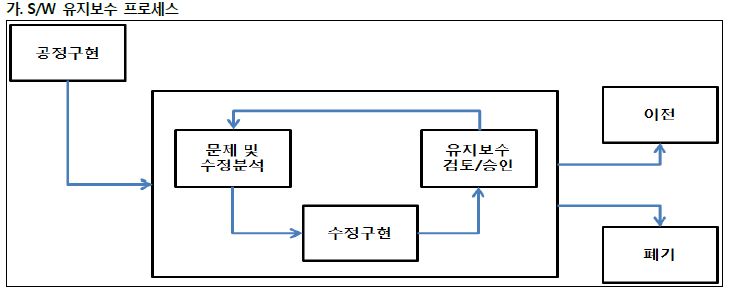 가. S/W 유지보수 프로세스
공정구현
이전
문제 및
수정분석
유지보수
검토/승인
수정구현
폐기